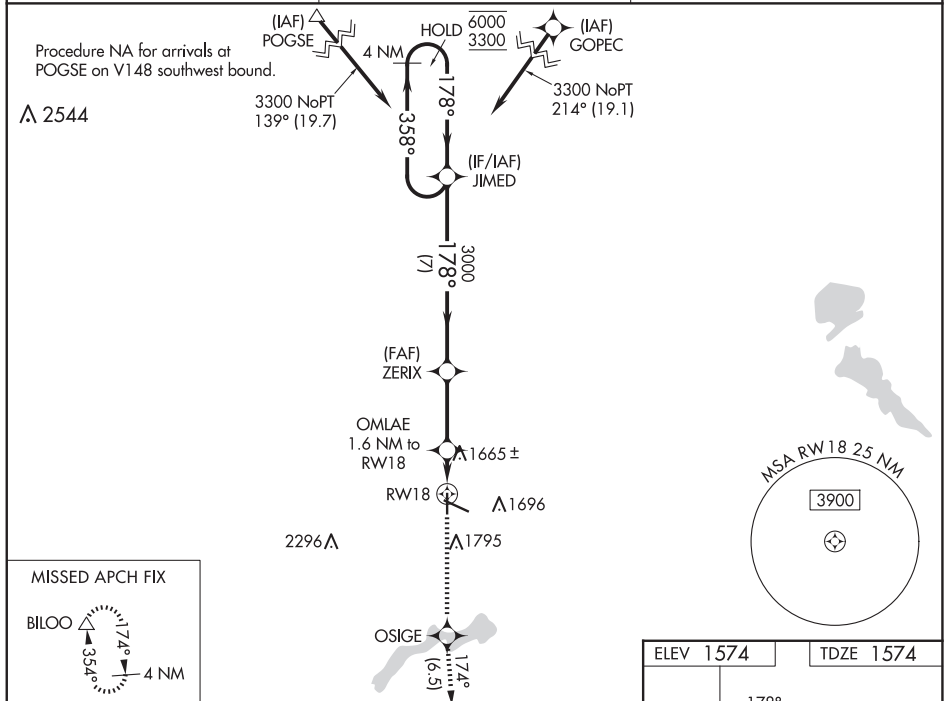 (IAF)
POGSE
Procedure NA for arrivals at
POGSE on V148 southwest bound.
2544
3300 NoPT
139° (19.7)
4 NM
HOLD
6000
3300
(IAF)
GOPEC
3300 NoPT
214° (19.1)
178°
358°
(IF/IAF)
JIMED
3000
178°
(7)
(FAF)
ZERIX
OMLAE
1.6 NM to
RW18
1665 ±
RW18
1696
2296
1795
MSA RW18 25 NM
3900
MISSED APCH FIX
BILOO
174°
354°
4 NM
OSIGE
174°
(6.5)
ELEV 1574
TDZE 1574